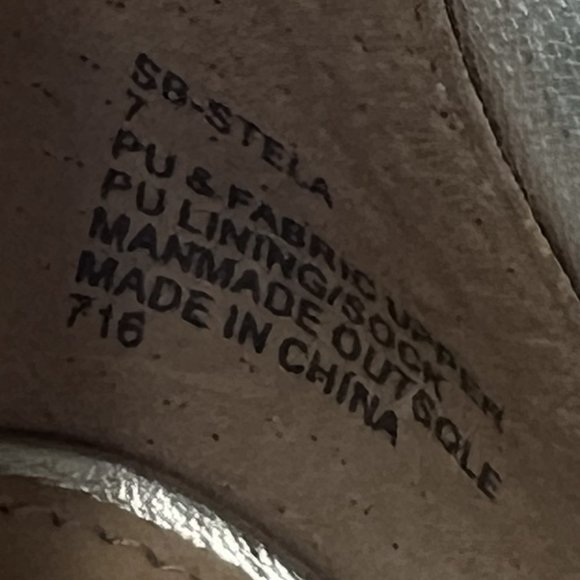 SB-STELA
7
PU & FABRIC UPPER
PU LINING/SOCK
MANMADE OUTSOLE
MADE IN CHINA
716